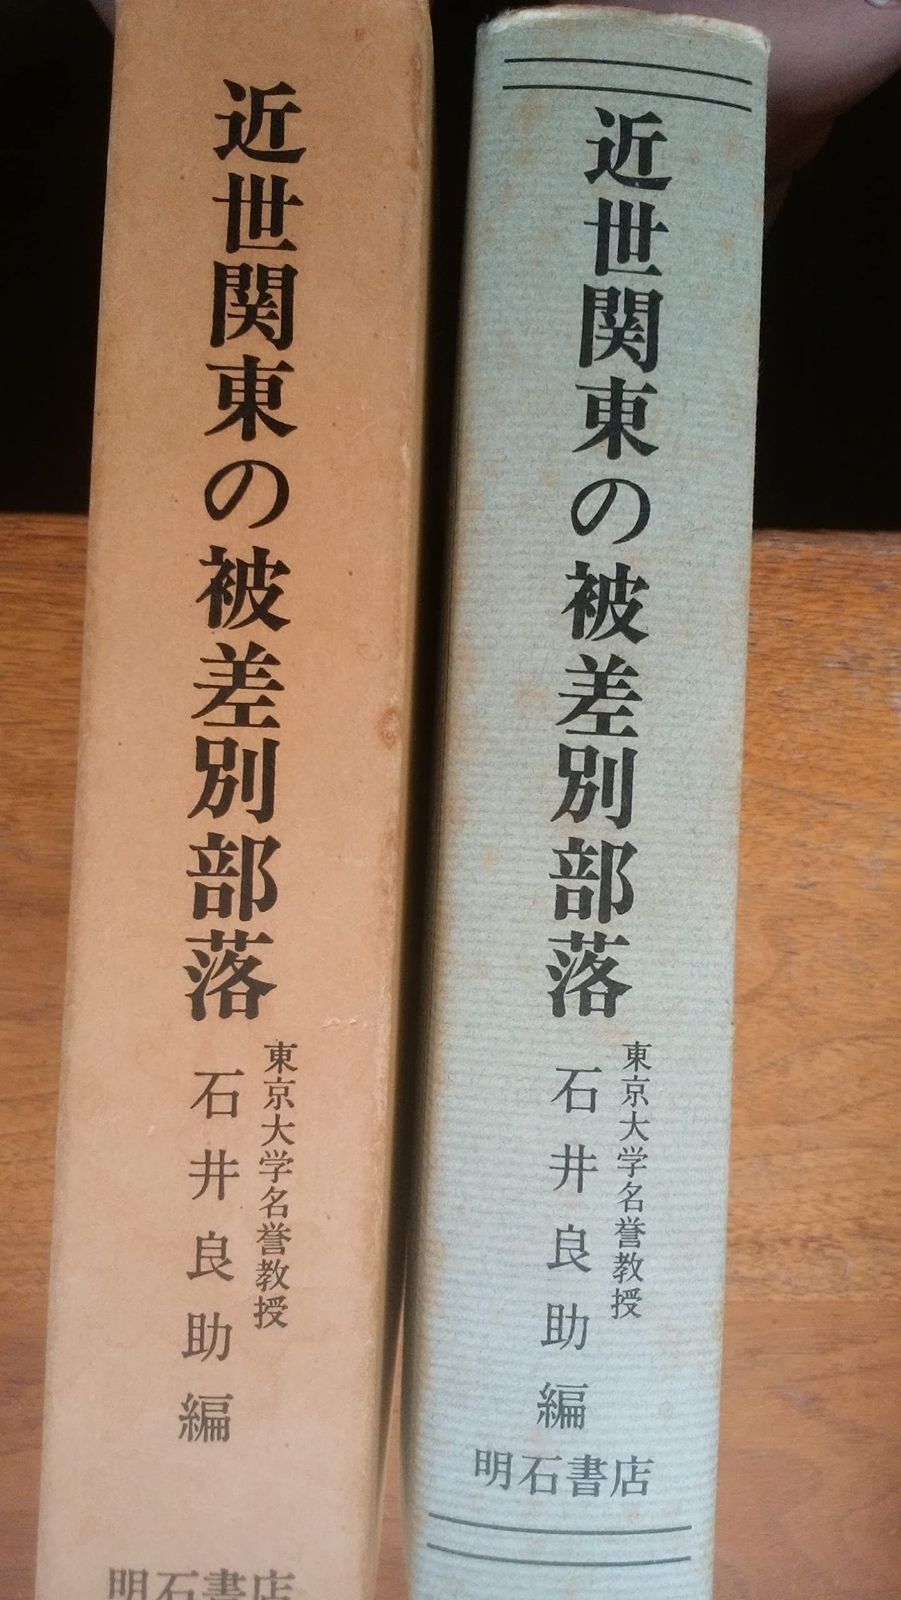 近世関東の被差別部落
東京大学名誉教授
石井良助編
明石書店
近世関東の被差別部落
東京大学名誉教授
石井良助編
明石書店